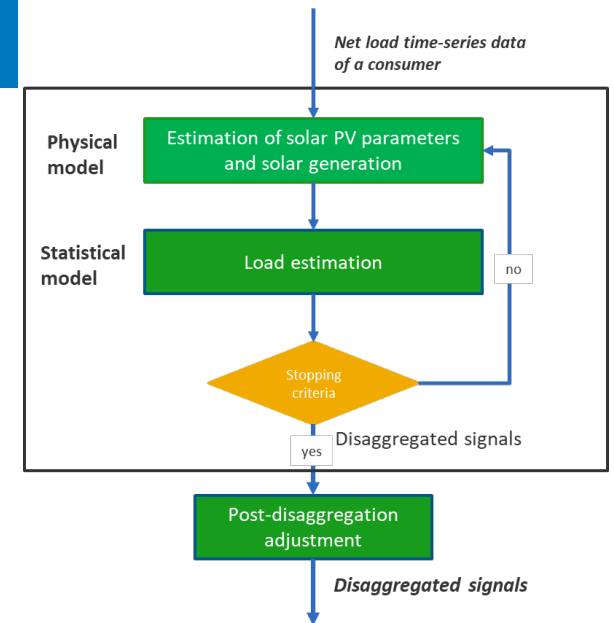 Net load time-series data
of a consumer
Physical
model
Estimation of solar PV parameters
and solar generation
Statistical
model
Load estimation
no
Stopping
criteria
Disaggregated signals
yes
Post-disaggregation
adjustment
Disaggregated signals